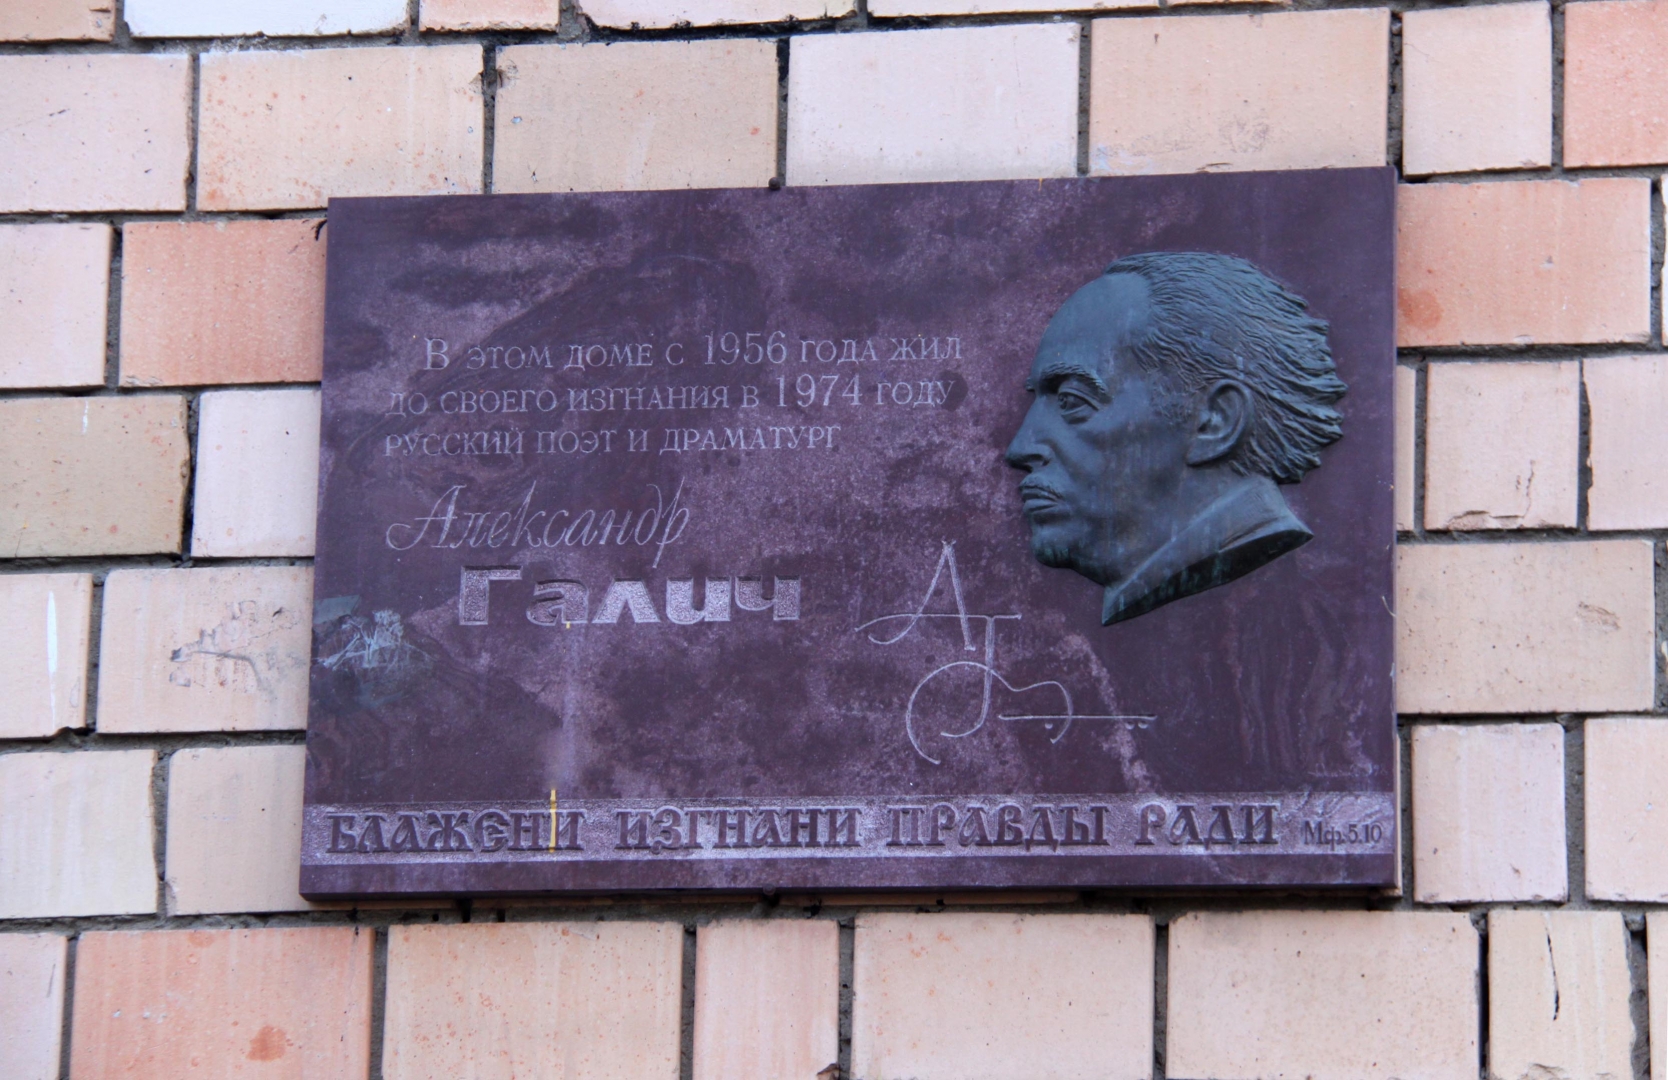 В ЭТОМ ДОМЕ С 1956 ГОДА ЖИЛ
ДО СВОЕГО ИЗГНАНИЯ В 1974 ГОДУ
РУССКИЙ ПОЭТ И ДРАМАТУРГ
Александр
Галич
АГ
БЛАЖЕНИ ИЗГНАНИ ПРАВДЫ РАДИ Мф.5.10